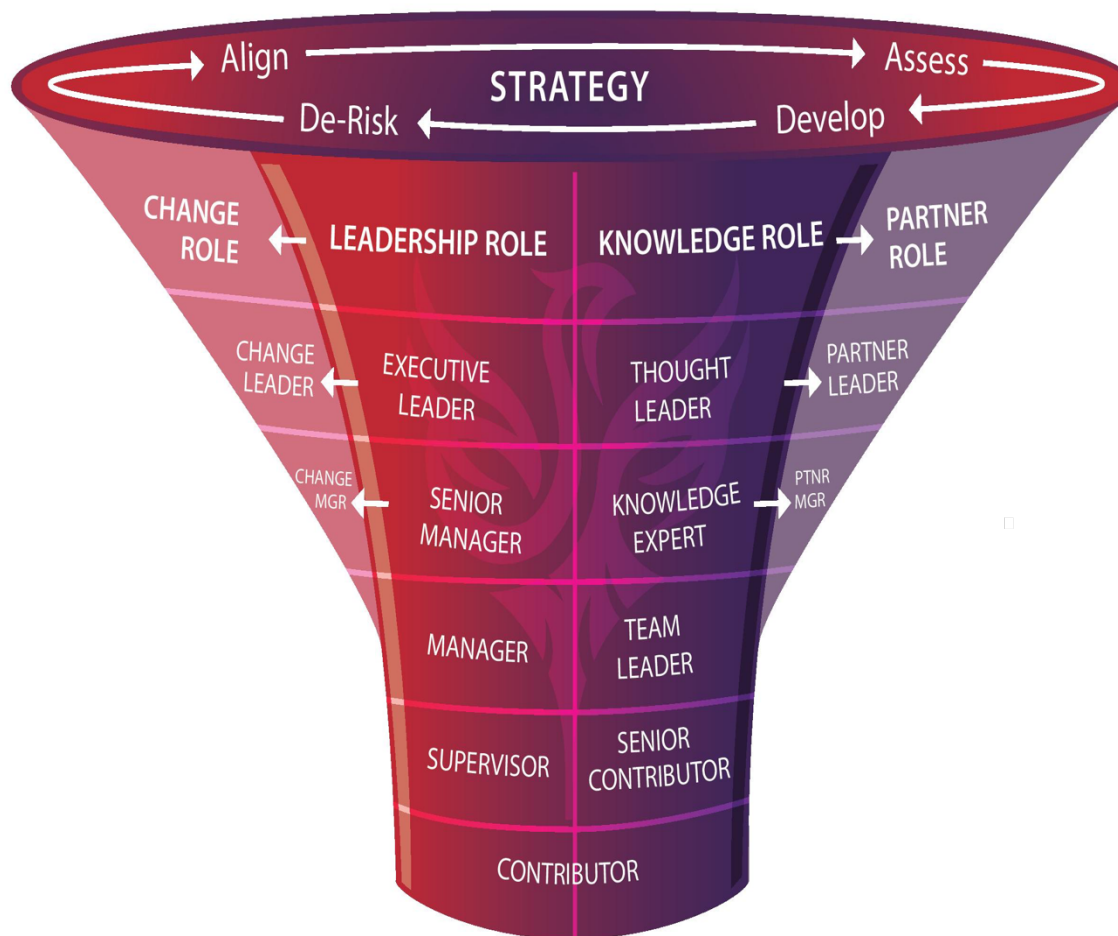 Align
Assess
STRATEGY
De-Risk
Develop
CHANGE
ROLE
LEADERSHIP ROLE
KNOWLEDGE ROLE
PARTNER
ROLE
CHANGE
LEADER
EXECUTIVE
LEADER
THOUGHT
LEADER
PARTNER
LEADER
CHANGE
MGR
SENIOR
MANAGER
KNOWLEDGE
EXPERT
PTNR
MGR
MANAGER
TEAM
LEADER
SUPERVISOR
SENIOR
CONTRIBUTOR
CONTRIBUTOR